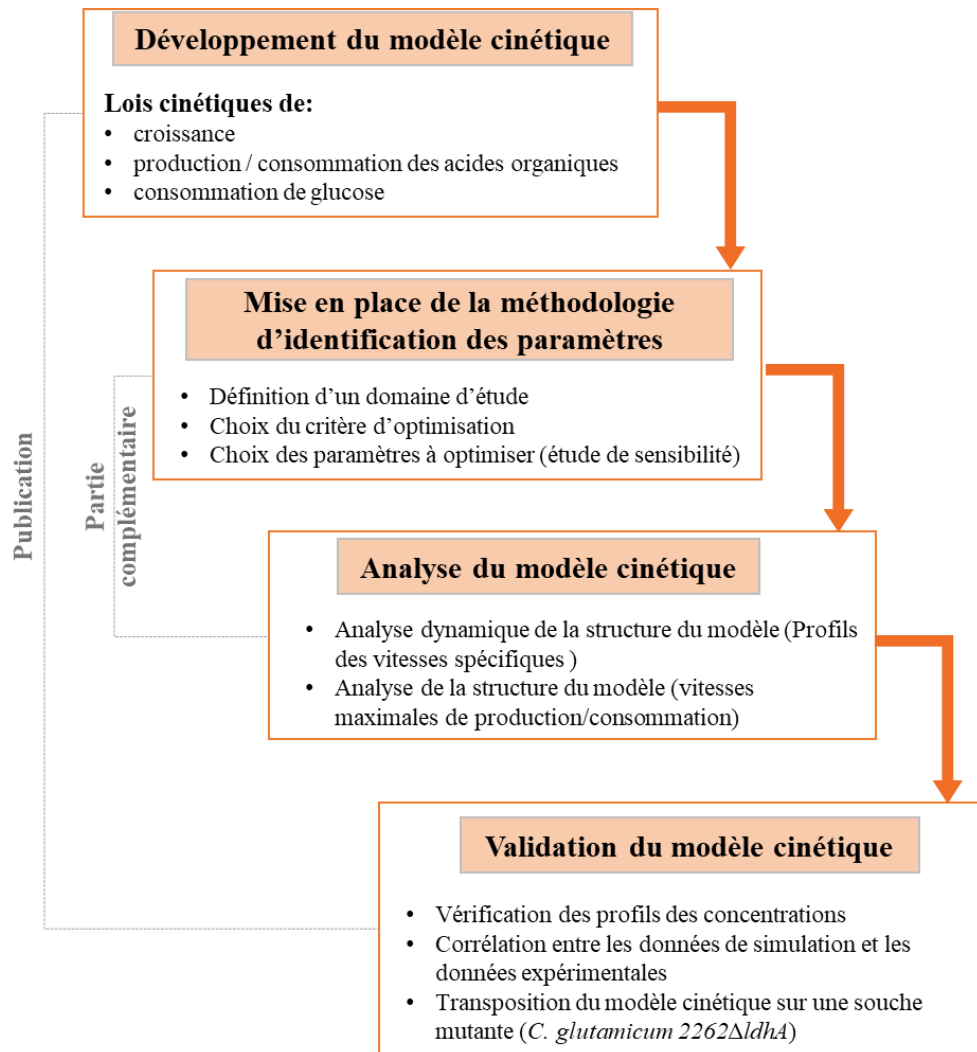 Développement du modèle cinétique
Lois cinétiques de:
• croissance
• production / consommation des acides organiques
• consommation de glucose
Mise en place de la méthodologie
d’identification des paramètres
• Définition d’un domaine d’étude
• Choix du critère d’optimisation
• Choix des paramètres à optimiser (étude de sensibilité)
Publication
Partie
complémentaire
Analyse du modèle cinétique
• Analyse dynamique de la structure du modèle (Profils
des vitesses spécifiques )
• Analyse de la structure du modèle (vitesses
maximales de production/consommation)
Validation du modèle cinétique
• Vérification des profils des concentrations
• Corrélation entre les données de simulation et les
données expérimentales
• Transposition du modèle cinétique sur une souche
mutante (C. glutamicum 2262ΔldhA)